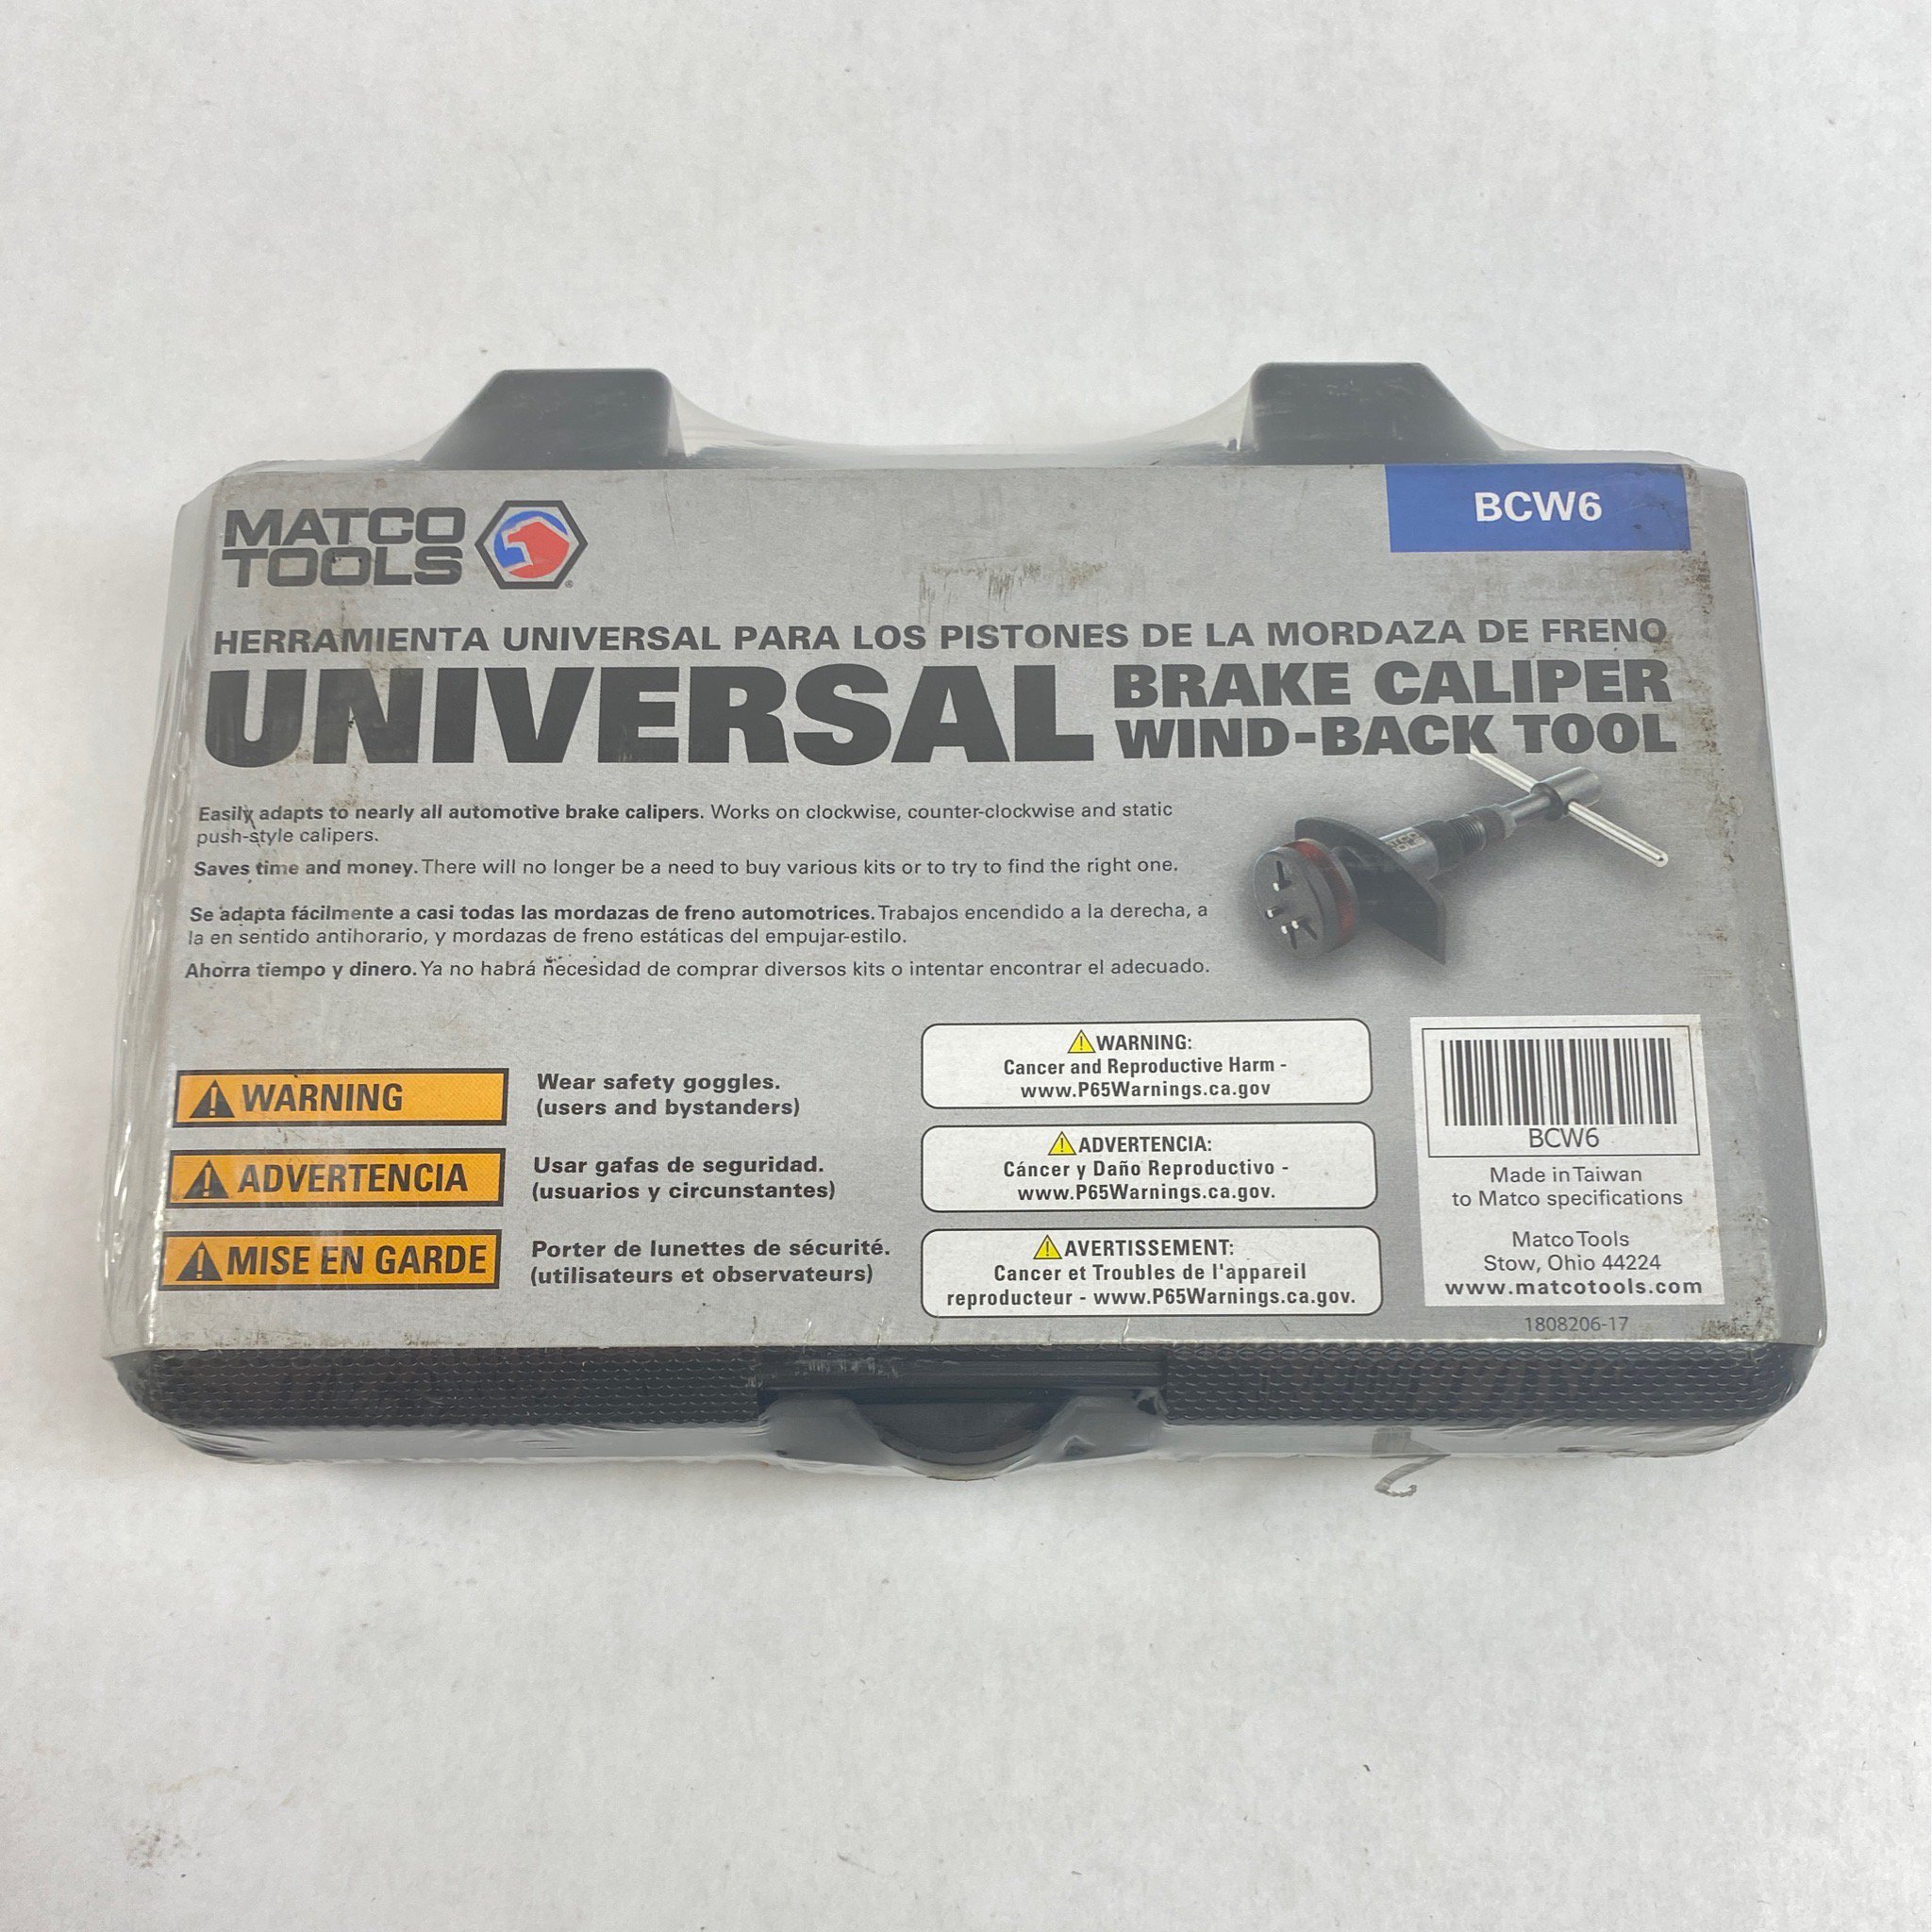 MATCO
TOOLS
BCW6
HERRAMIENTA UNIVERSAL PARA LOS PISTONES DE LA MORDAZA DE FRENO
UNIVERSAL BRAKE CALIPER
WIND-BACK TOOL
Easily adapts to nearly all automotive brake calipers. Works on clockwise, counter-clockwise and static
push-style calipers.
Saves time and money. There will no longer be a need to buy various kits or to try to find the right one.
Se adapta fácilmente a casi todas las mordazas de freno automotrices. Trabajos encendido a la derecha, a
la en sentido antihorario, y mordazas de freno estáticas del empujar-estilo.
Ahorra tiempo y dinero. Ya no habrá necesidad de comprar diversos kits o intentar encontrar el adecuado.
WARNING
Wear safety goggles.
(users and bystanders)
ADVERTENCIA
Usar gafas de seguridad.
(usuarios y circunstantes)
MISE EN GARDE
Porter de lunettes de sécurité.
(utilisateurs et observateurs)
WARNING:
Cancer and Reproductive Harm -
www.P65Warnings.ca.gov
ADVERTENCIA:
Cáncer y Daño Reproductivo -
www.P65Warnings.ca.gov.
AVERTISSEMENT:
Cancer et Troubles de l'appareil
reproducteur - www.P65Warnings.ca.gov.
BCW6
Made in Taiwan
to Matco specifications
Matco Tools
Stow, Ohio 44224
www.matcotools.com
1808206-17